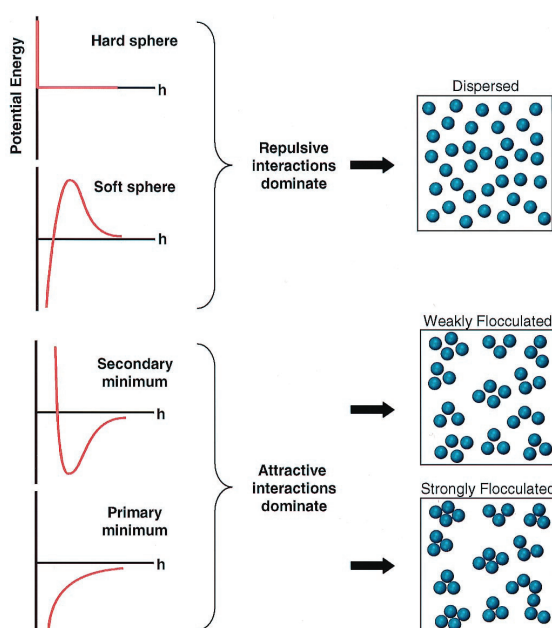 Potential Energy
Hard sphere
h
Soft sphere
h
Repulsive
interactions
dominate
Dispersed
Secondary
minimum
h
Primary
minimum
h
Attractive
interactions
dominate
Weakly Flocculated
Strongly Flocculated